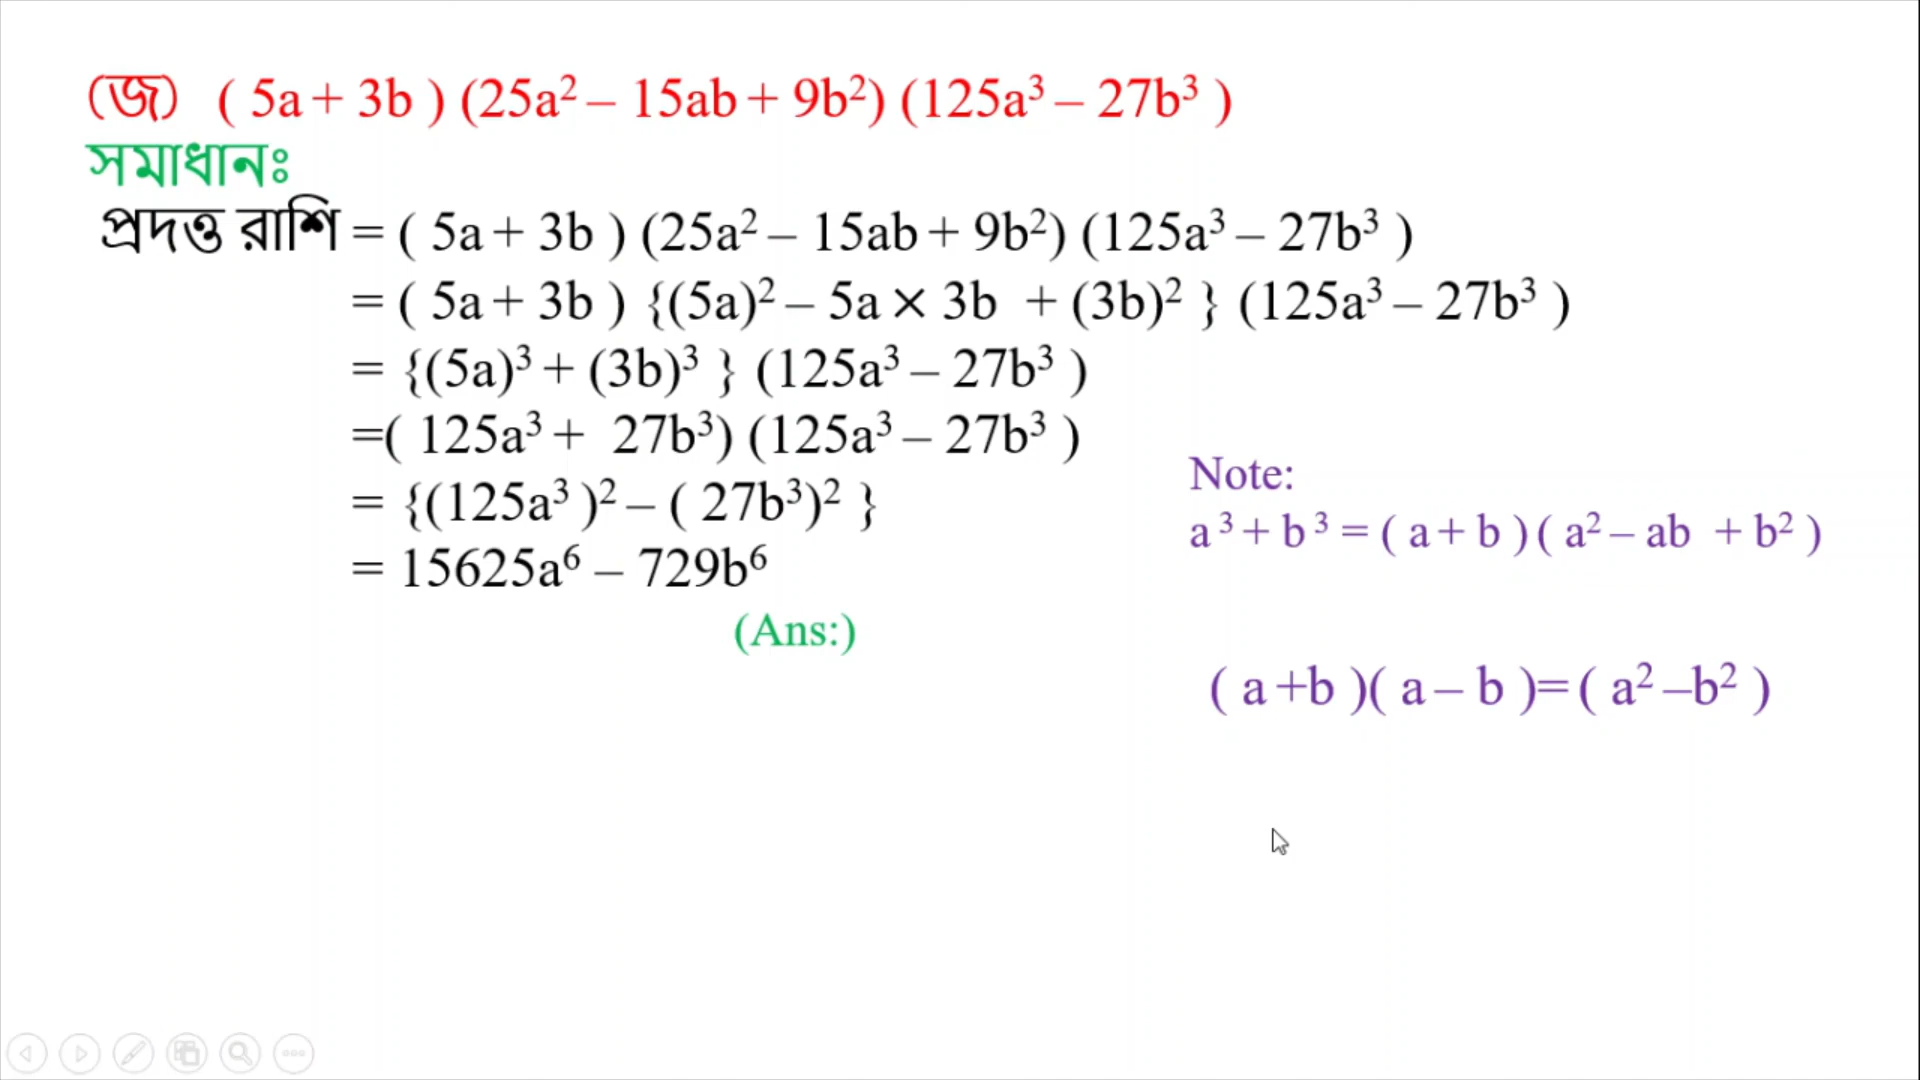 (জ) ( 5a + 3b ) (25a² – 15ab + 9b²) (125a³ – 27b³ )
সমাধানঃ
প্রদত্ত রাশি = ( 5a + 3b ) (25a² – 15ab + 9b²) (125a³ – 27b³ )
= ( 5a + 3b ) {(5a)² – 5a × 3b + (3b)² } (125a³ – 27b³ )
= {(5a)³ + (3b)³ } (125a³ – 27b³ )
=( 125a³ + 27b³) (125a³ – 27b³ )
= {(125a³ )² – ( 27b³)² }
= 15625a⁶ – 729b⁶
(Ans:)
Note:
a ³ + b ³ = ( a + b ) ( a² – ab + b² )
( a +b )( a – b )= ( a² –b² )